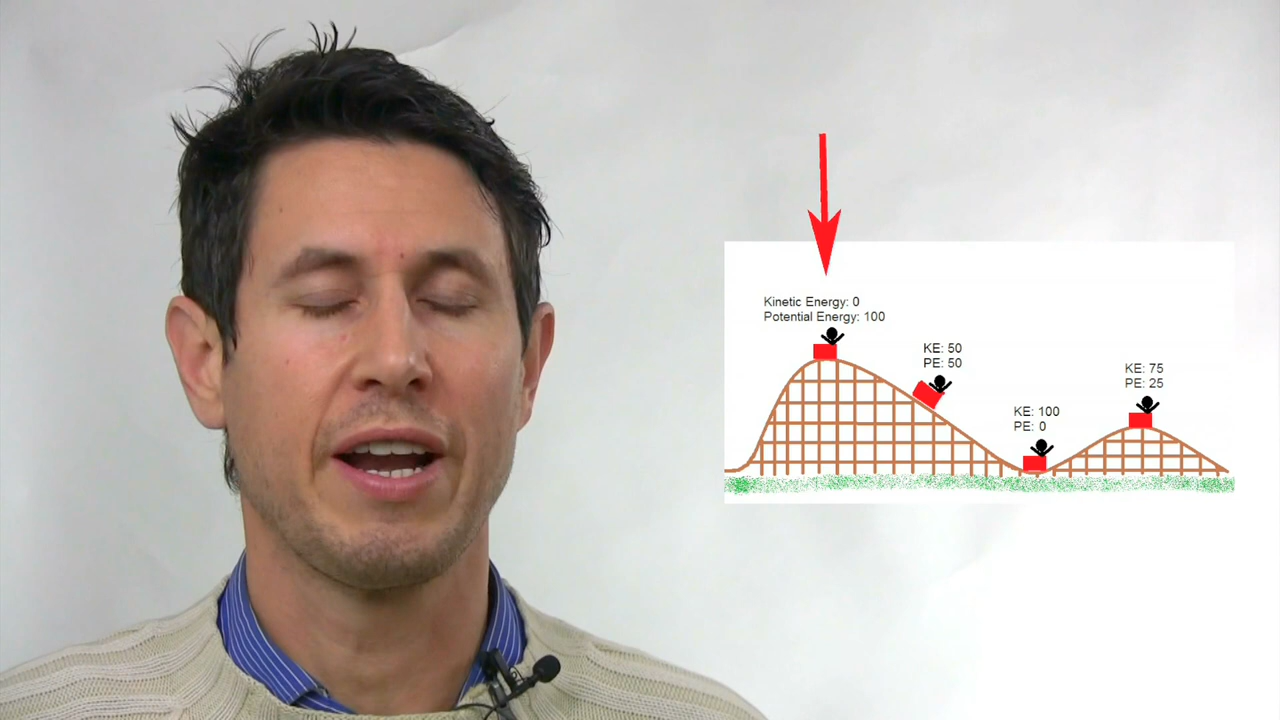 Kinetic Energy: 0
Potential Energy: 100
KE: 50
PE: 50
KE: 100
PE: 0
KE: 75
PE: 25